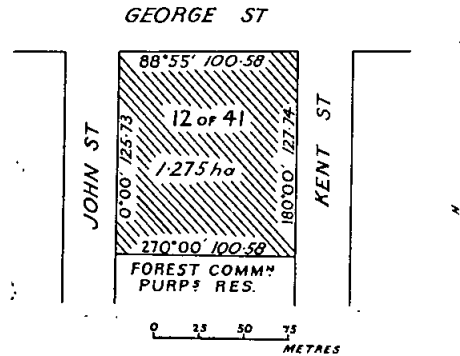 GEORGE ST
88°55' 100·58
12 OF 41
1·275 ha
JOHN ST
0°00' 125·73
180°00' 127·74
KENT ST
270°00' 100·58
FOREST COMMᴺ
PURPˢ RES.
0 25 50 75
METRES